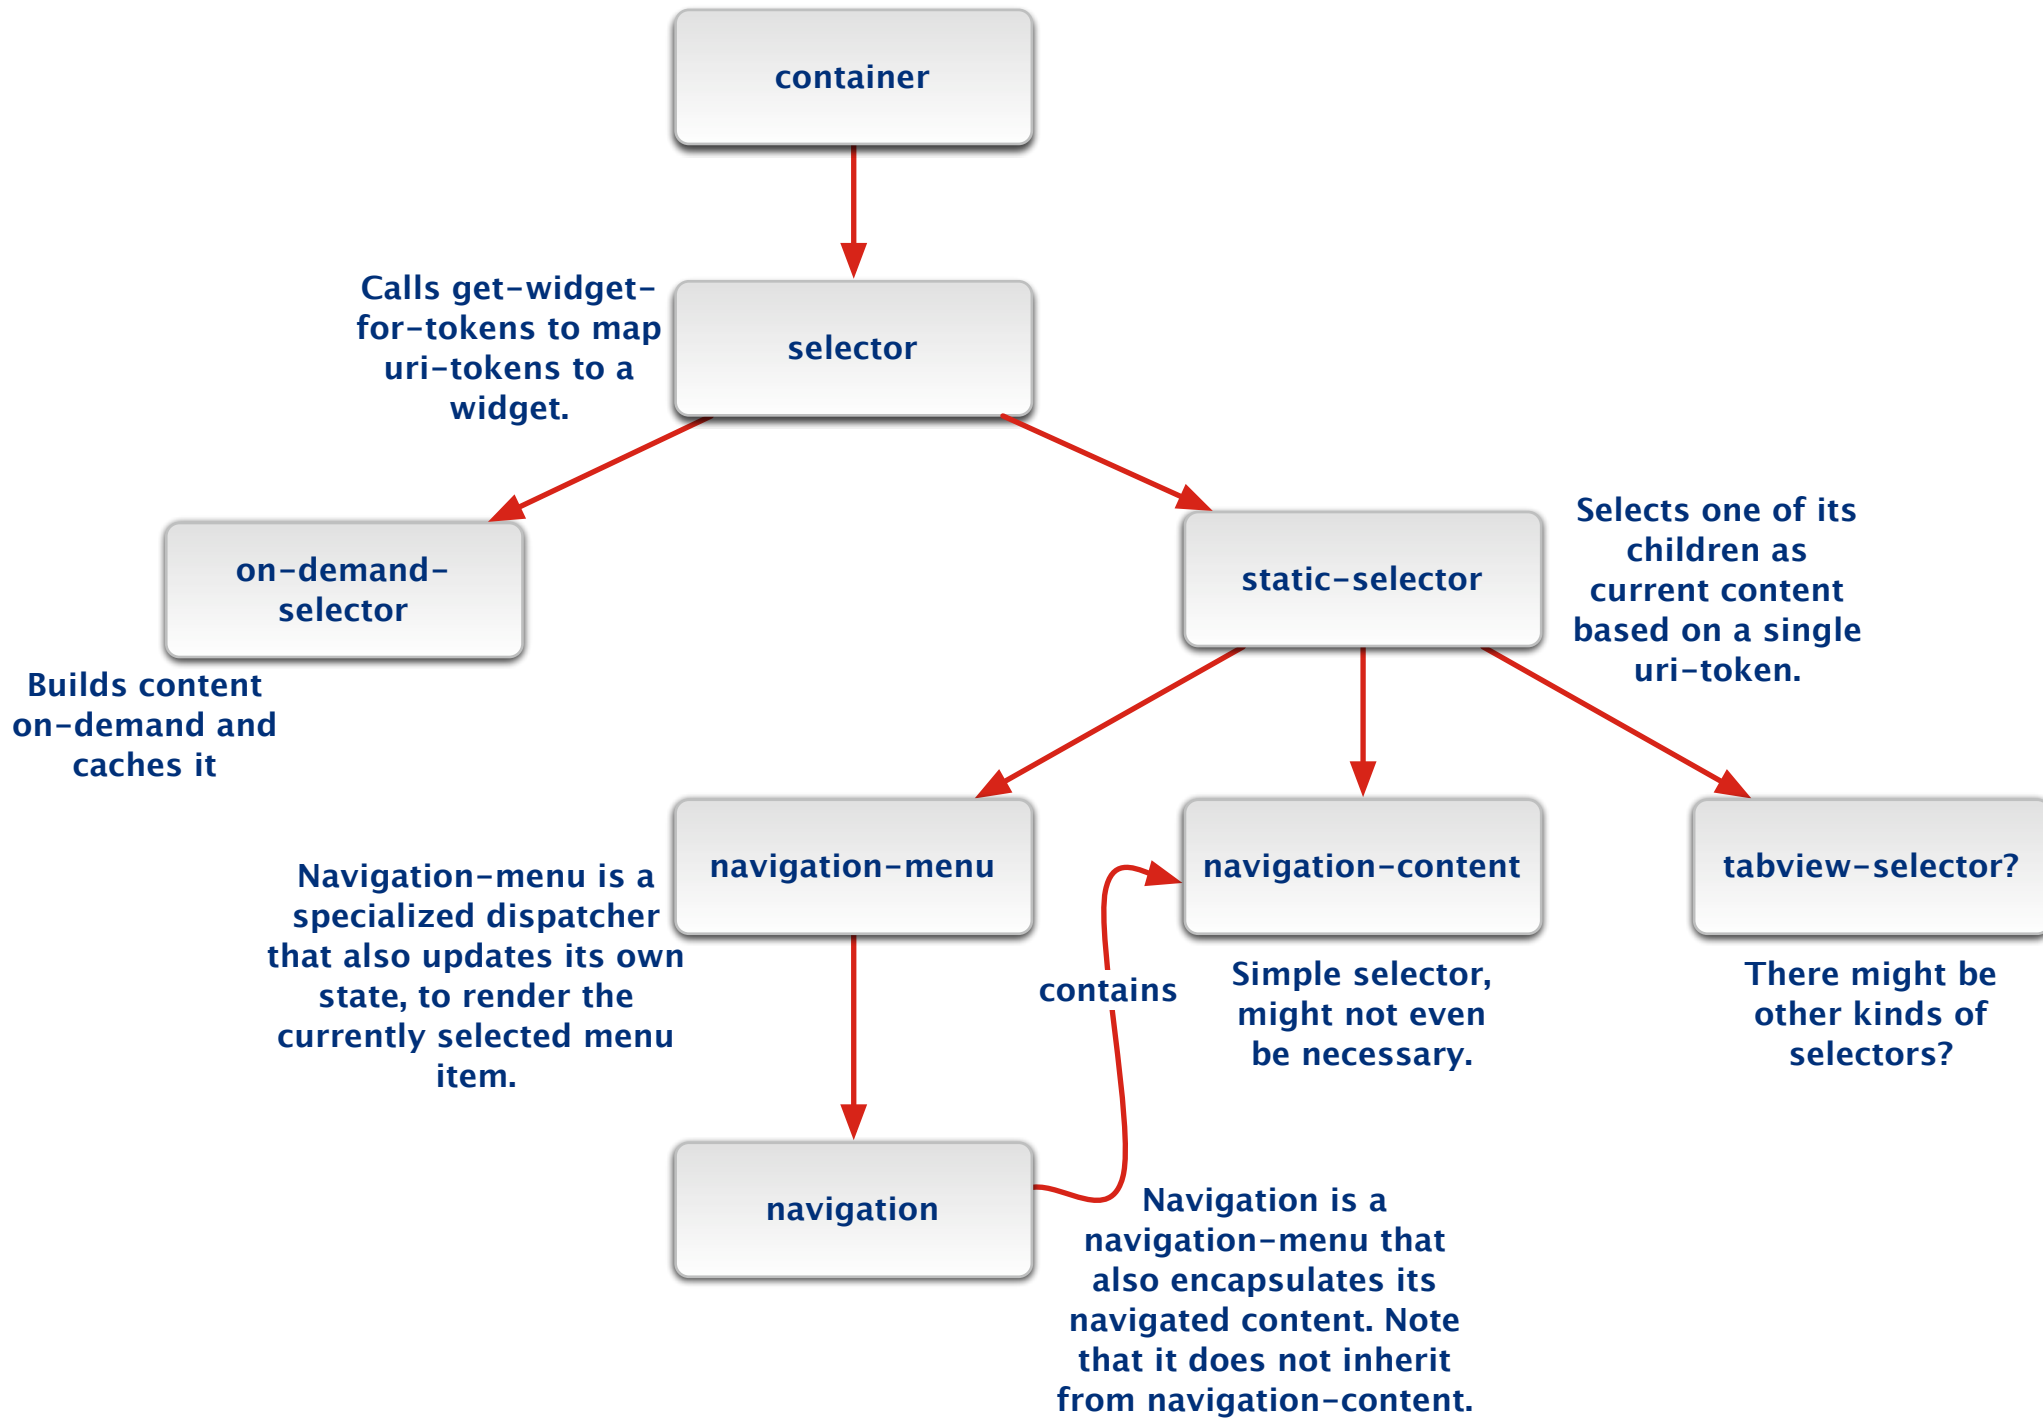 container
Calls get-widget-
for-tokens to map
uri-tokens to a
widget.
selector
on-demand-
selector
Builds content
on-demand and
caches it
static-selector
Selects one of its
children as
current content
based on a single
uri-token.
navigation-menu
Navigation-menu is a
specialized dispatcher
that also updates its own
state, to render the
currently selected menu
item.
navigation-content
contains
Simple selector,
might not even
be necessary.
tabview-selector?
There might be
other kinds of
selectors?
navigation
Navigation is a
navigation-menu that
also encapsulates its
navigated content. Note
that it does not inherit
from navigation-content.